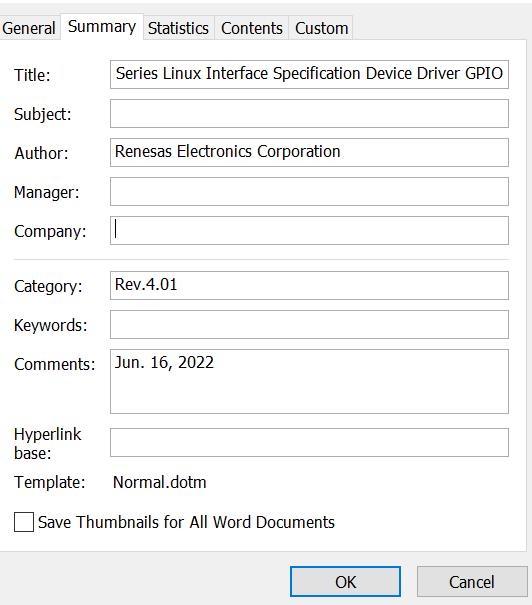 General Summary Statistics Contents Custom
Title: Series Linux Interface Specification Device Driver GPIO
Subject:
Author: Renesas Electronics Corporation
Manager:
Company:
Category: Rev.4.01
Keywords:
Comments: Jun. 16, 2022
Hyperlink
base:
Template: Normal.dotm
Save Thumbnails for All Word Documents
OK Cancel